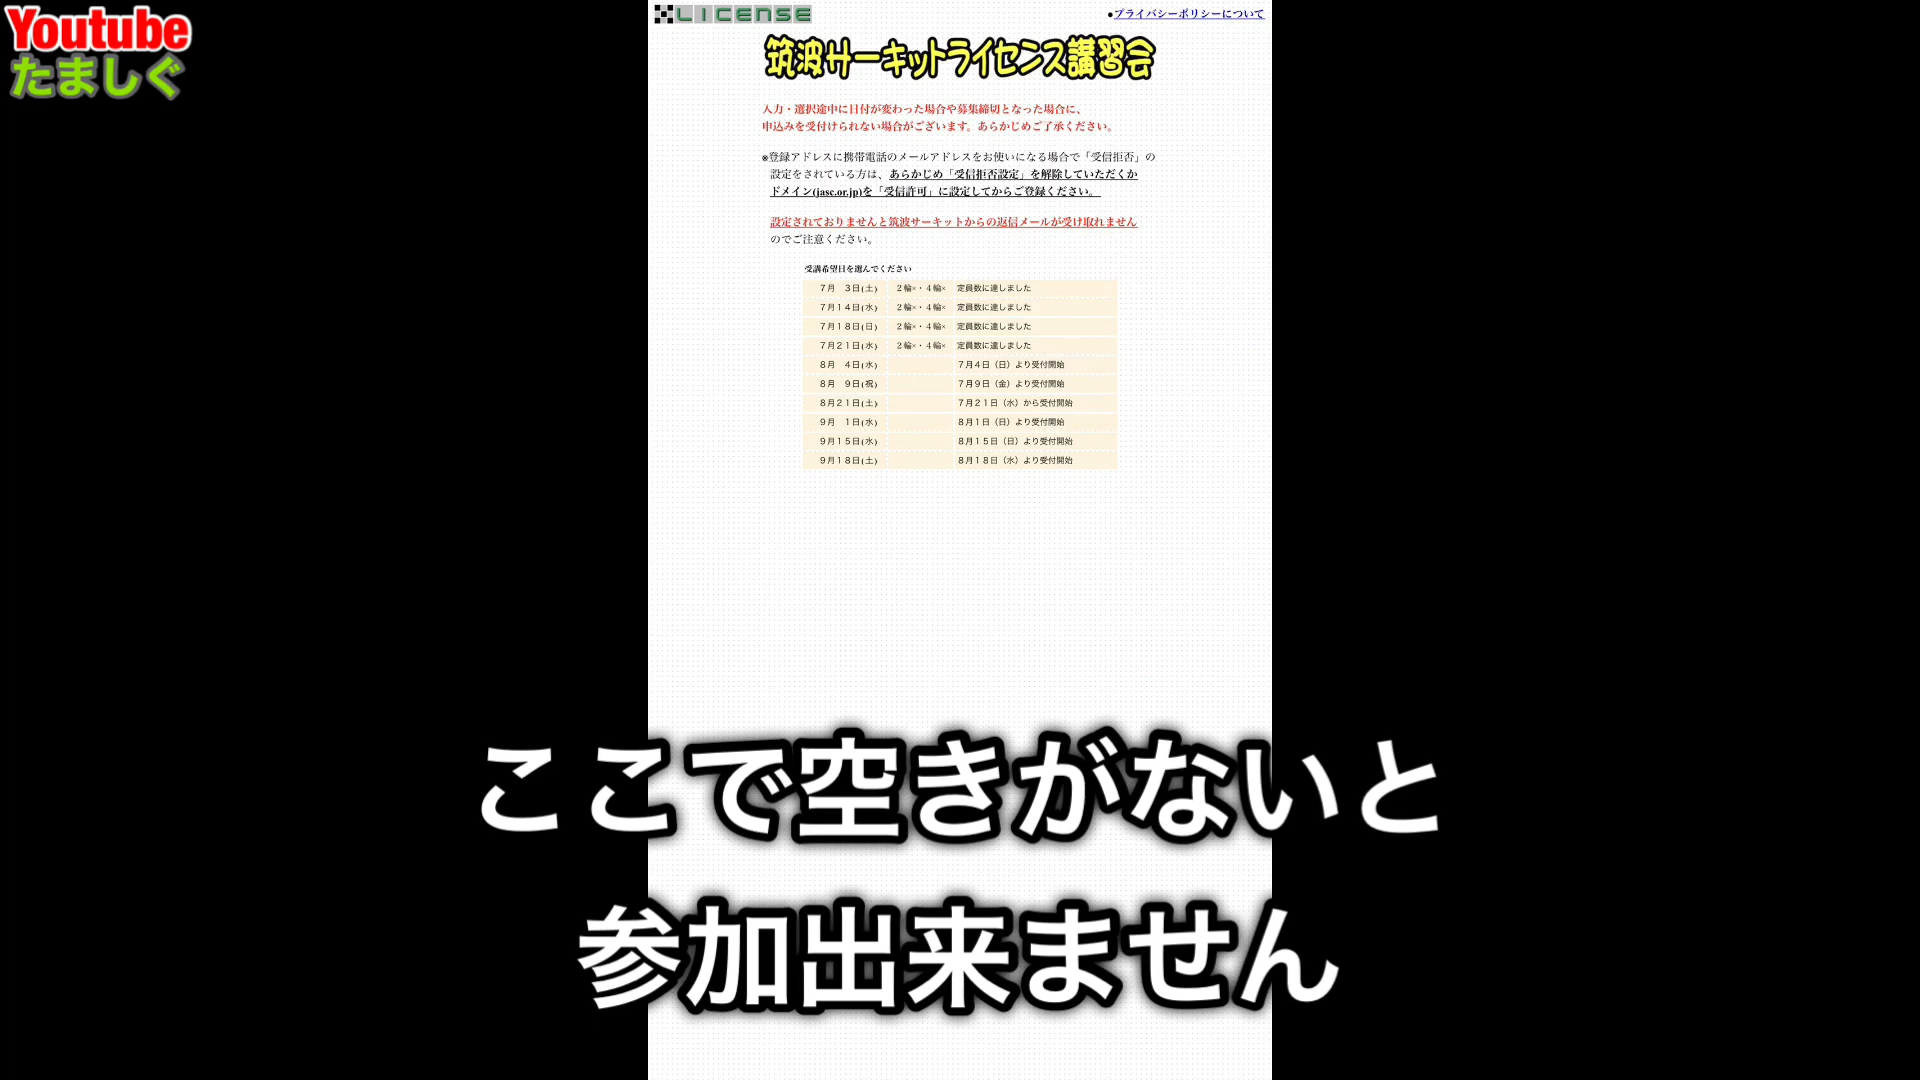 Youtube
たましぐ
LICENSE
●プライバシーポリシーについて
筑波サーキットライセンス講習会
入力・選択途中に日付が変わった場合や募集締切となった場合に、
申込みを受付けられない場合がございます。あらかじめご了承ください。
※登録アドレスに携帯電話のメールアドレスをお使いになる場合で「受信拒否」の
設定をされている方は、あらかじめ「受信拒否設定」を解除していただくか
ドメイン(jasc.or.jp)を「受信許可」に設定してからご登録ください。
設定されておりませんと筑波サーキットからの返信メールが受け取れません
のでご注意ください。
受講希望日を選んでください
７月　３日(土) ２輪×・４輪× 定員数に達しました
７月１４日(水) ２輪×・４輪× 定員数に達しました
７月１８日(日) ２輪×・４輪× 定員数に達しました
７月２１日(水) ２輪×・４輪× 定員数に達しました
８月　４日(水) ７月４日（日）より受付開始
８月　９日(祝) ７月９日（金）より受付開始
８月２１日(土) ７月２１日（水）から受付開始
９月　１日(水) ８月１日（日）より受付開始
９月１５日(水) ８月１５日（日）より受付開始
９月１８日(土) ８月１８日（水）より受付開始
ここで空きがないと
参加出来ません